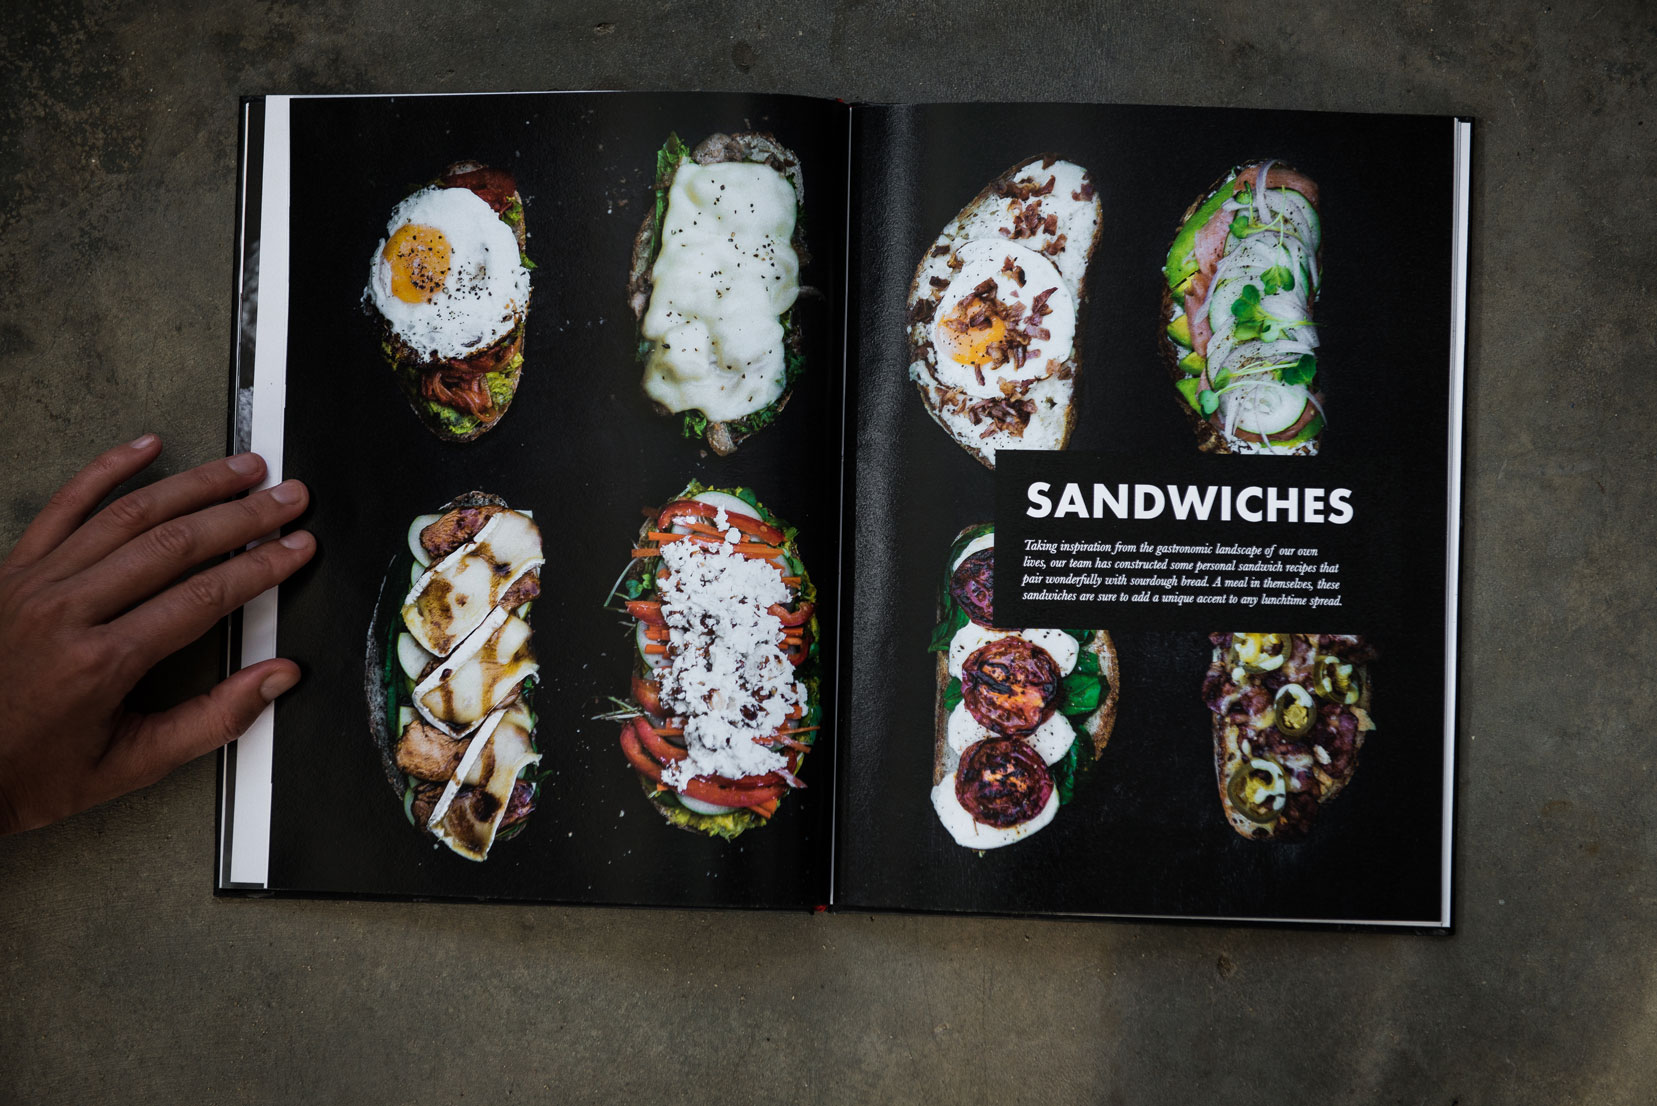 SANDWICHES
Taking inspiration from the gastronomic landscape of our own
lives, our team has constructed some personal sandwich recipes that
pair wonderfully with sourdough bread. A meal in themselves, these
sandwiches are sure to add a unique accent to any lunchtime spread.